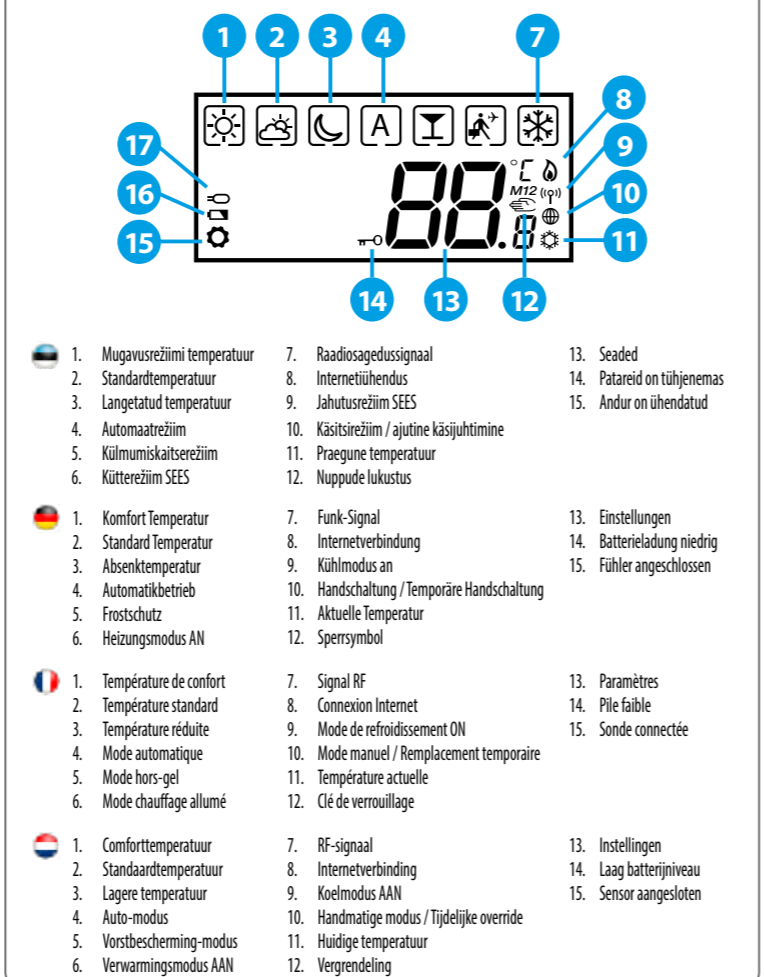 1 2 3 4 7
8
A
17 °C 9
16 M12 10
15 88.8 11
14 13 12
1. Mugavusrežiimi temperatuur
2. Standardtemperatuur
3. Langetatud temperatuur
4. Automaatrežiim
5. Külmumiskaitserežiim
6. Kütterežiim SEES
7. Raadiosagedussignaal
8. Internetiühendus
9. Jahutusrežiim SEES
10. Käsitsirežiim / ajutine käsijuhtimine
11. Praegune temperatuur
12. Nuppude lukustus
13. Seaded
14. Patareid on tühjenemas
15. Andur on ühendatud
1. Komfort Temperatur
2. Standard Temperatur
3. Absenktemperatur
4. Automatikbetrieb
5. Frostschutz
6. Heizungsmodus AN
7. Funk-Signal
8. Internetverbindung
9. Kühlmodus an
10. Handschaltung / Temporäre Handschaltung
11. Aktuelle Temperatur
12. Sperrsymbol
13. Einstellungen
14. Batterieladung niedrig
15. Fühler angeschlossen
1. Température de confort
2. Température standard
3. Température réduite
4. Mode automatique
5. Mode hors-gel
6. Mode chauffage allumé
7. Signal RF
8. Connexion Internet
9. Mode de refroidissement ON
10. Mode manuel / Remplacement temporaire
11. Température actuelle
12. Clé de verrouillage
13. Paramètres
14. Pile faible
15. Sonde connectée
1. Comforttemperatuur
2. Standaardtemperatuur
3. Lagere temperatuur
4. Auto-modus
5. Vorstbescherming-modus
6. Verwarmingsmodus AAN
7. RF-signaal
8. Internetverbinding
9. Koelmodus AAN
10. Handmatige modus / Tijdelijke override
11. Huidige temperatuur
12. Vergrendeling
13. Instellingen
14. Laag batterijniveau
15. Sensor aangesloten